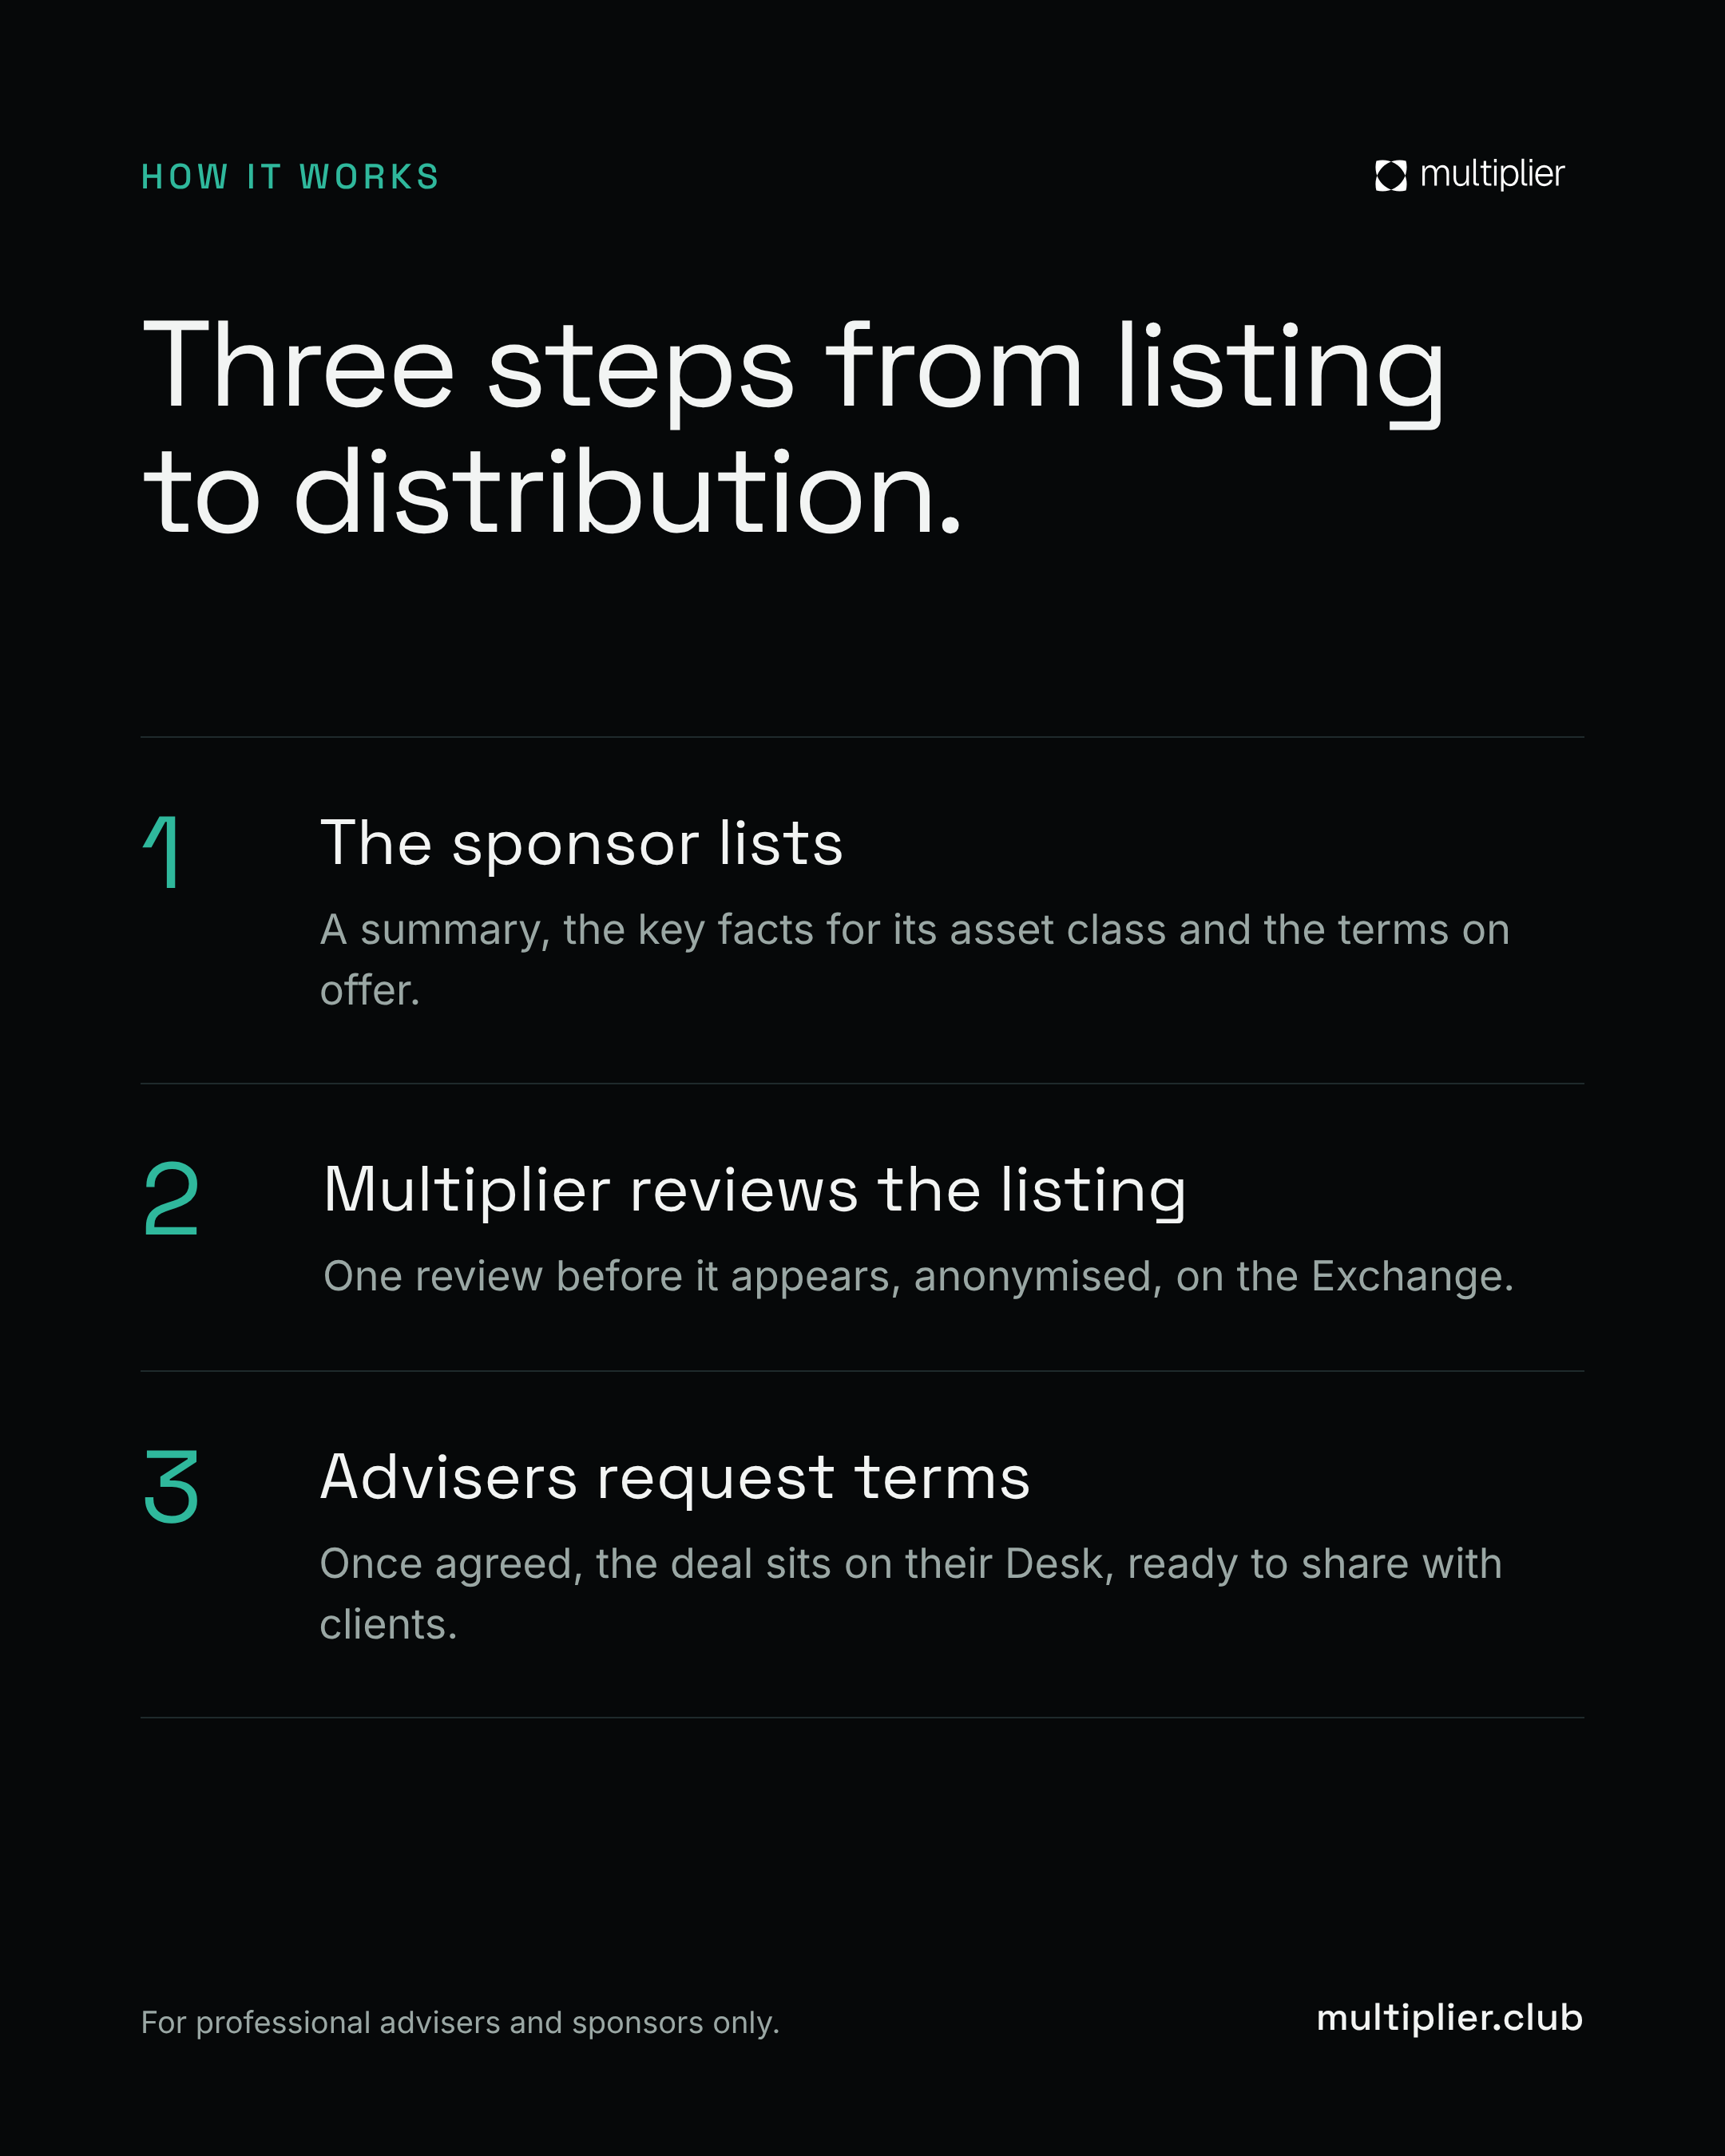 HOW IT WORKS
multiplier
Three steps from listing
to distribution.
1
The sponsor lists
A summary, the key facts for its asset class and the terms on
offer.
2
Multiplier reviews the listing
One review before it appears, anonymised, on the Exchange.
3
Advisers request terms
Once agreed, the deal sits on their Desk, ready to share with
clients.
For professional advisers and sponsors only.
multiplier.club